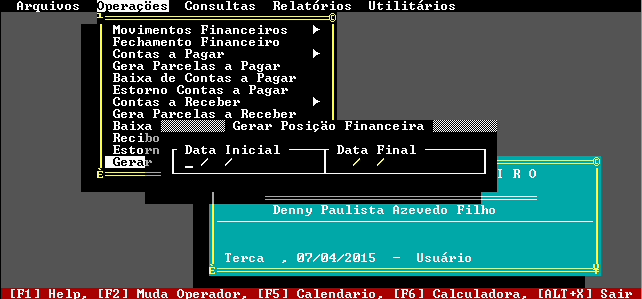 Arquivos Operações Consultas Relatórios Utilitários
Movimentos Financeiros
Fechamento Financeiro
Contas a Pagar
Gera Parcelas a Pagar
Baixa de Contas a Pagar
Estorno Contas a Pagar
Contas a Receber
Gera Parcelas a Receber
Baixa
Gerar Posição Financeira
Recibo
Estorn
Data Inicial Data Final
Gerar
_ / / / /
I R O
Denny Paulista Azevedo Filho
Terca , 07/04/2015 - Usuário
[F1] Help, [F2] Muda Operador, [F5] Calendario, [F6] Calculadora, [ALT+X] Sair